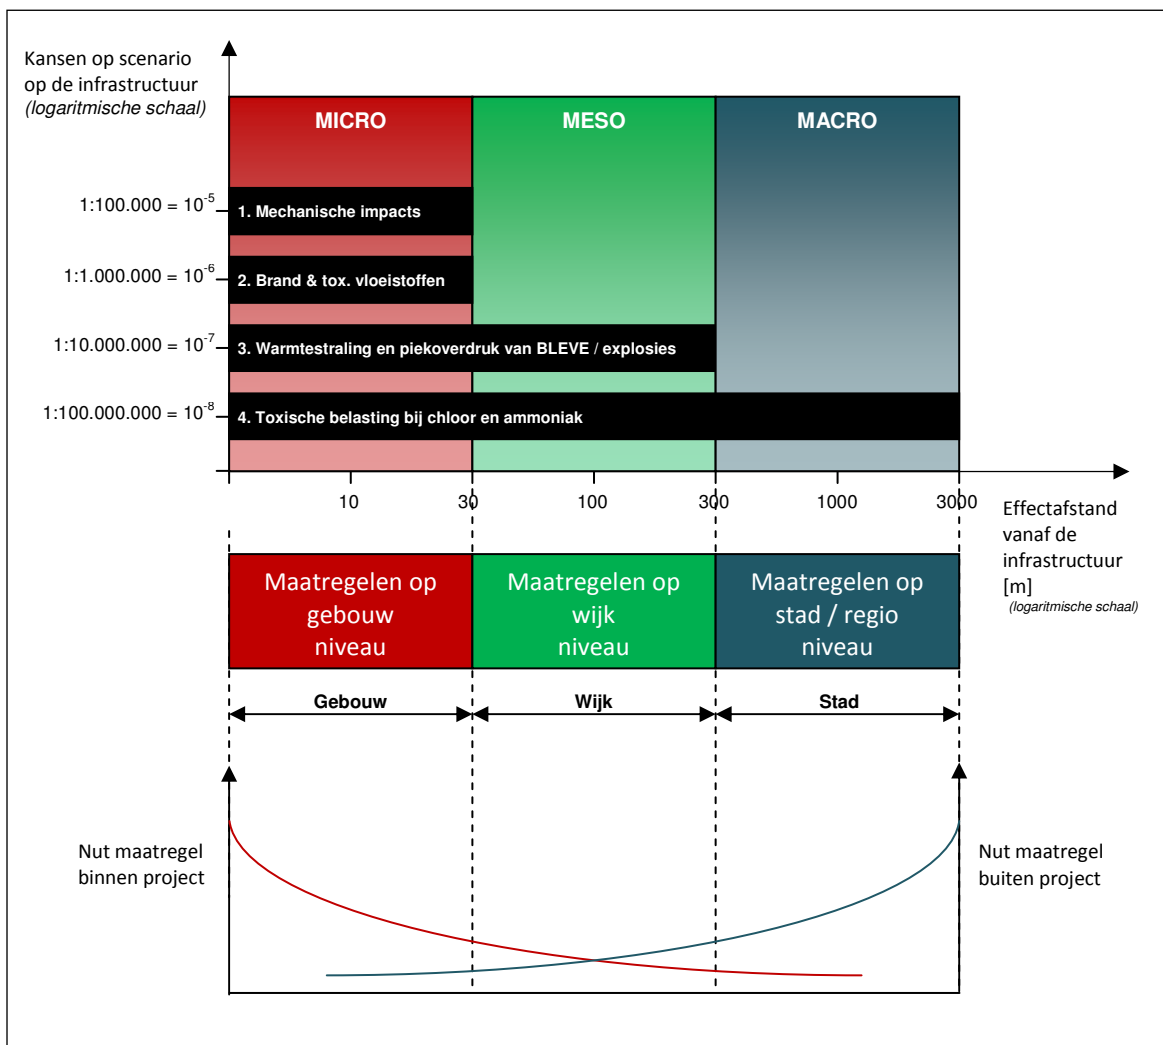 Kansen op scenario
op de infrastructuur
(logaritmische schaal)
MICRO
MESO
MACRO
1:100.000 = 10⁻⁵
1. Mechanische impacts
1:1.000.000 = 10⁻⁶
2. Brand & tox. vloeistoffen
1:10.000.000 = 10⁻⁷
3. Warmtestraling en piekoverdruk van BLEVE / explosies
1:100.000.000 = 10⁻⁸
4. Toxische belasting bij chloor en ammoniak
10
30
100
300
1000
3000
Effectafstand
vanaf de
infrastructuur
[m]
(logaritmische schaal)
Maatregelen op
gebouw
niveau
Maatregelen op
wijk
niveau
Maatregelen op
stad / regio
niveau
Gebouw
Wijk
Stad
Nut maatregel
binnen project
Nut maatregel
buiten project